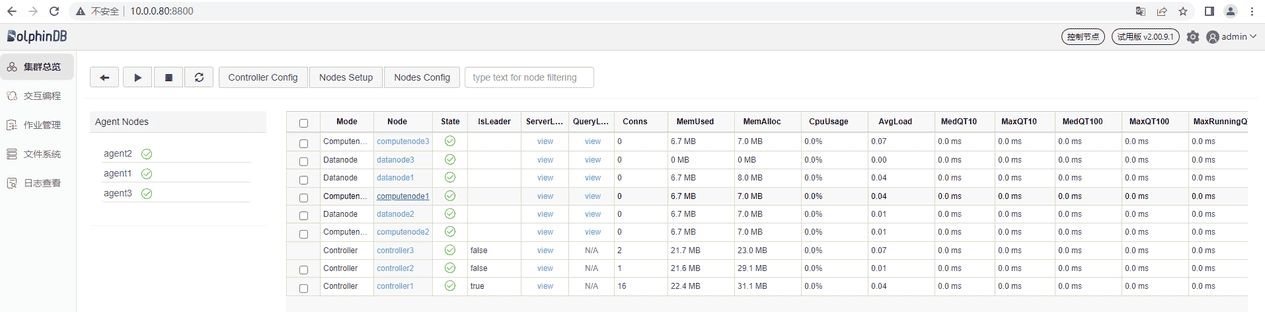 不安全 10.0.0.80:8800
DolphinDB 控制节点 试用版 v2.00.9.1 admin
集群总览
交互编程
作业管理
文件系统
日志查看
Controller Config Nodes Setup Nodes Config type text for node filtering
Agent Nodes
agent2
agent1
agent3
Mode Node State IsLeader ServerL... QueryL... Conns MemUsed MemAlloc CpuUsage AvgLoad MedQT10 MaxQT10 MedQT100 MaxQT100 MaxRunningQT
Computen... computenode3 view view 0 6.7 MB 7.0 MB 0.0% 0.07 0.0 ms 0.0 ms 0.0 ms 0.0 ms 0.0 ms
Datanode datanode3 view view 0 0 MB 0 MB 0.0% 0.00 0.0 ms 0.0 ms 0.0 ms 0.0 ms 0.0 ms
Datanode datanode1 view view 0 6.7 MB 8.0 MB 0.0% 0.04 0.0 ms 0.0 ms 0.0 ms 0.0 ms 0.0 ms
Computen... computenode1 view view 0 6.7 MB 7.0 MB 0.0% 0.04 0.0 ms 0.0 ms 0.0 ms 0.0 ms 0.0 ms
Datanode datanode2 view view 0 6.7 MB 7.0 MB 0.0% 0.01 0.0 ms 0.0 ms 0.0 ms 0.0 ms 0.0 ms
Computen... computenode2 view view 0 6.7 MB 7.0 MB 0.0% 0.01 0.0 ms 0.0 ms 0.0 ms 0.0 ms 0.0 ms
Controller controller3 false view N/A 2 21.7 MB 23.0 MB 0.0% 0.07 0.0 ms 0.0 ms 0.0 ms 0.0 ms 0.0 ms
Controller controller2 false view N/A 1 21.6 MB 29.1 MB 0.0% 0.01 0.0 ms 0.0 ms 0.0 ms 0.0 ms 0.0 ms
Controller controller1 true view N/A 16 22.4 MB 31.1 MB 0.0% 0.04 0.0 ms 0.0 ms 0.0 ms 0.0 ms 0.0 ms